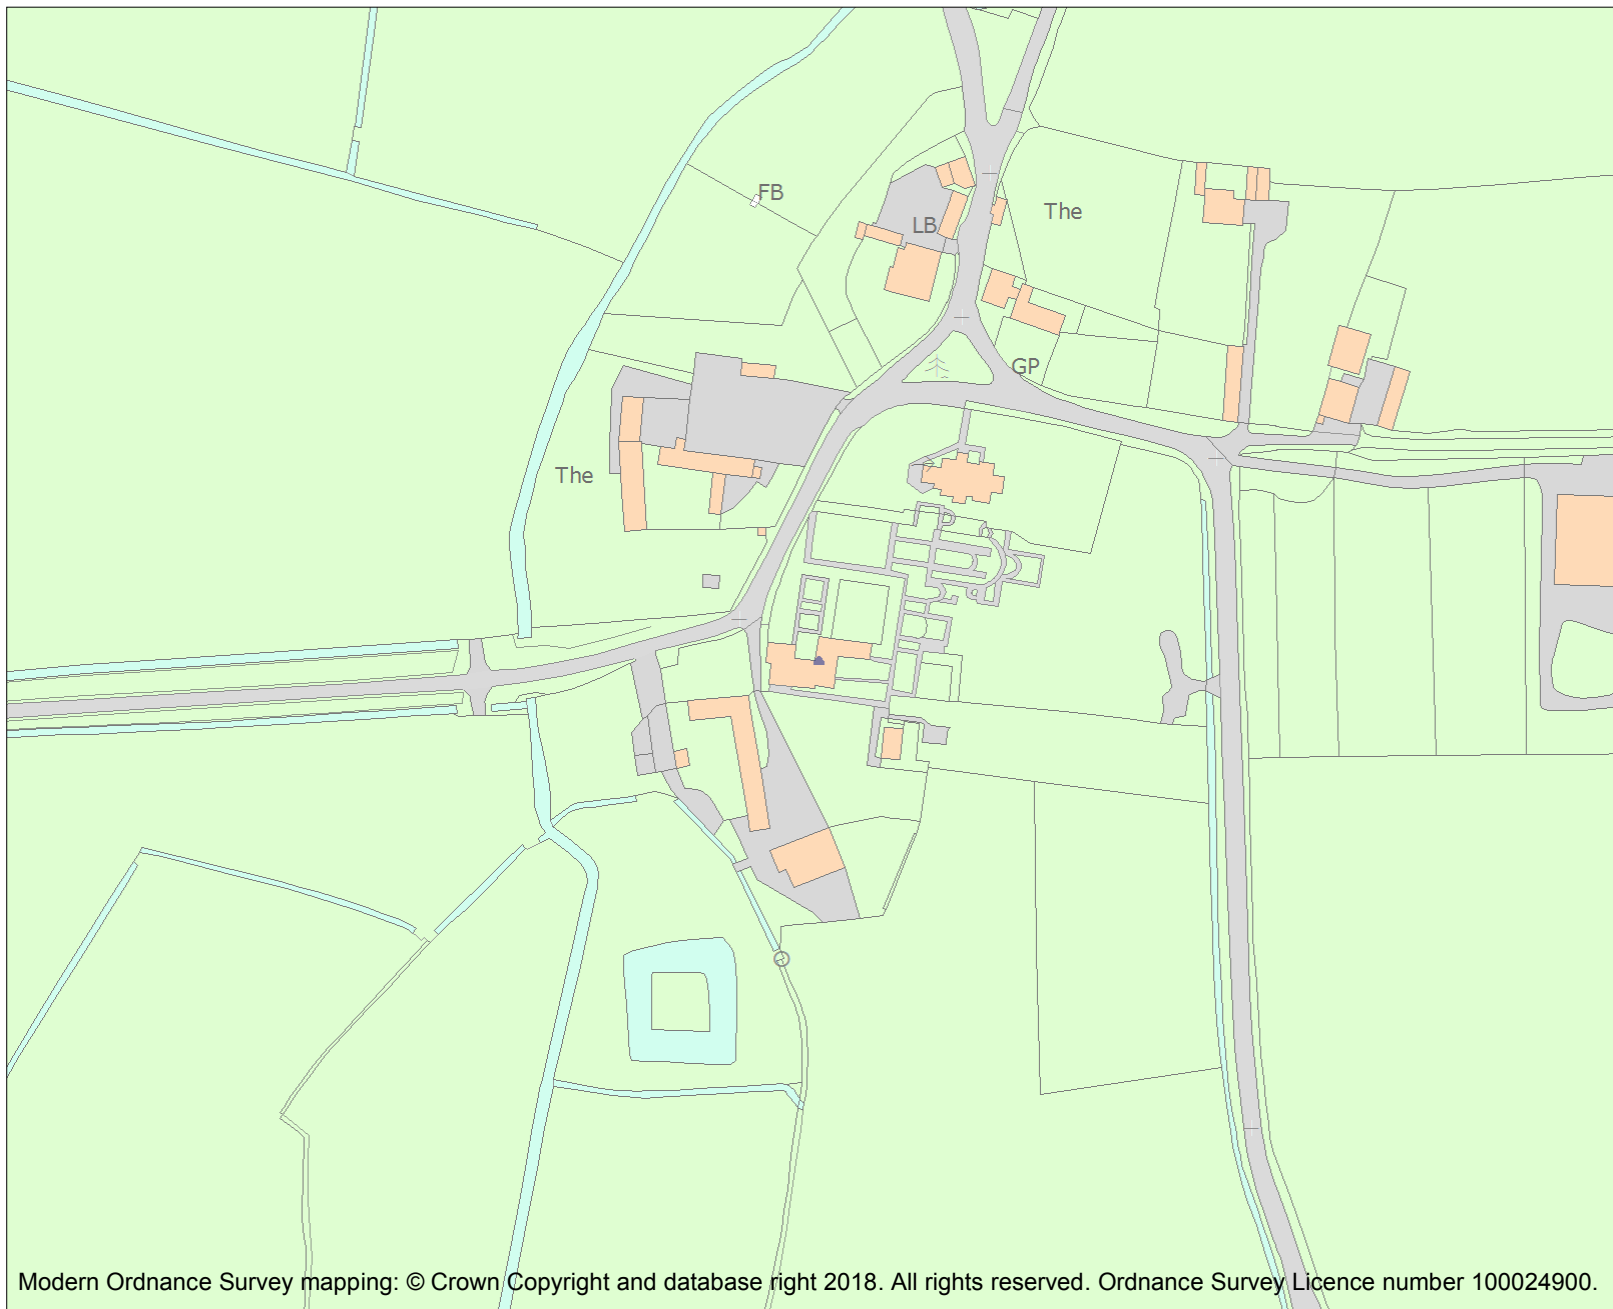 FB
The
LB
GP
The
Modern Ordnance Survey mapping: © Crown Copyright and database right 2018. All rights reserved. Ordnance Survey Licence number 100024900.